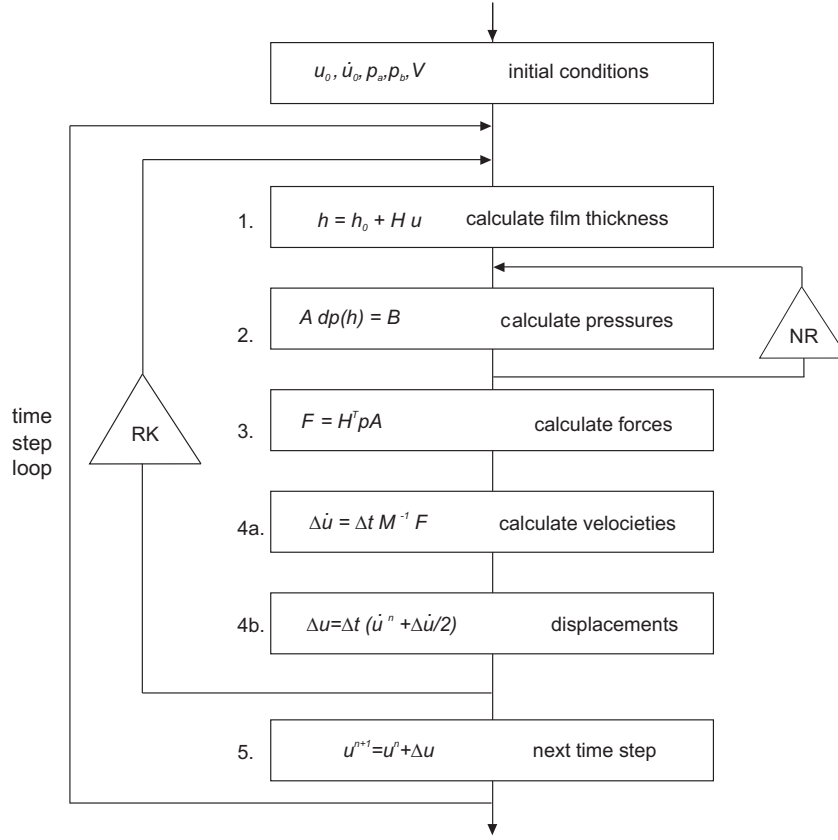 u₀, u̇₀, pₐ, p_b, V initial conditions
1. h = h₀ + H u calculate film thickness
2. A dp(h) = B calculate pressures
NR
3. F = HᵀpA calculate forces
time
step
loop
RK
4a. Δu̇ = Δt M⁻¹ F calculate velocieties
4b. Δu=Δt (u̇ ⁿ +Δu̇/2) displacements
5. uⁿ⁺¹=uⁿ+Δu next time step